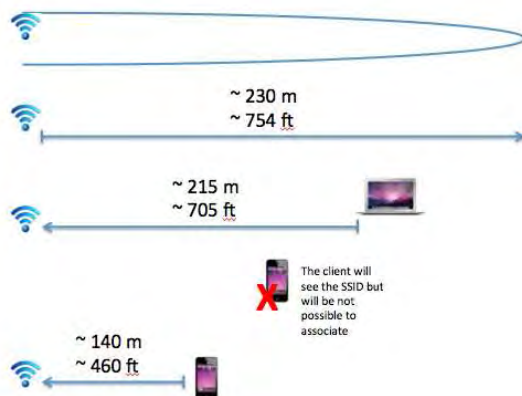 ~ 230 m
~ 754 ft
~ 215 m
~ 705 ft
The client will
see the SSID but
will be not
possible to
associate
~ 140 m
~ 460 ft